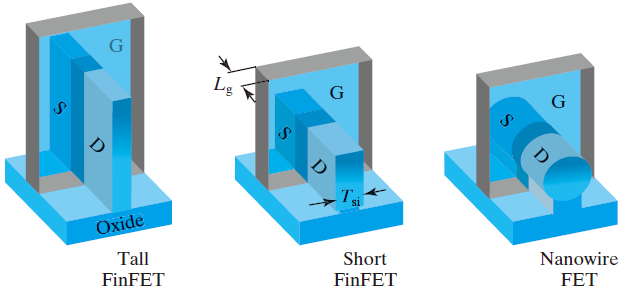 G
S
D
Oxide
Tall
FinFET
Lg
G
S
D
Tsi
Short
FinFET
G
S
D
Nanowire
FET